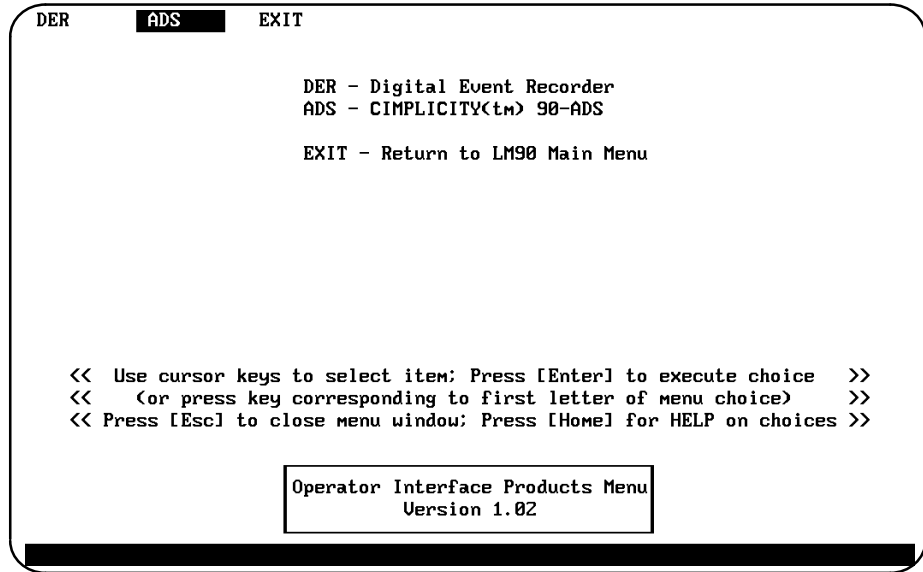 DER ADS EXIT
DER - Digital Event Recorder
ADS - CIMPLICITY(tm) 90-ADS
EXIT - Return to LM90 Main Menu
<< Use cursor keys to select item; Press [Enter] to execute choice >>
<< (or press key corresponding to first letter of menu choice) >>
<< Press [Esc] to close menu window; Press [Home] for HELP on choices >>
Operator Interface Products Menu
Version 1.02